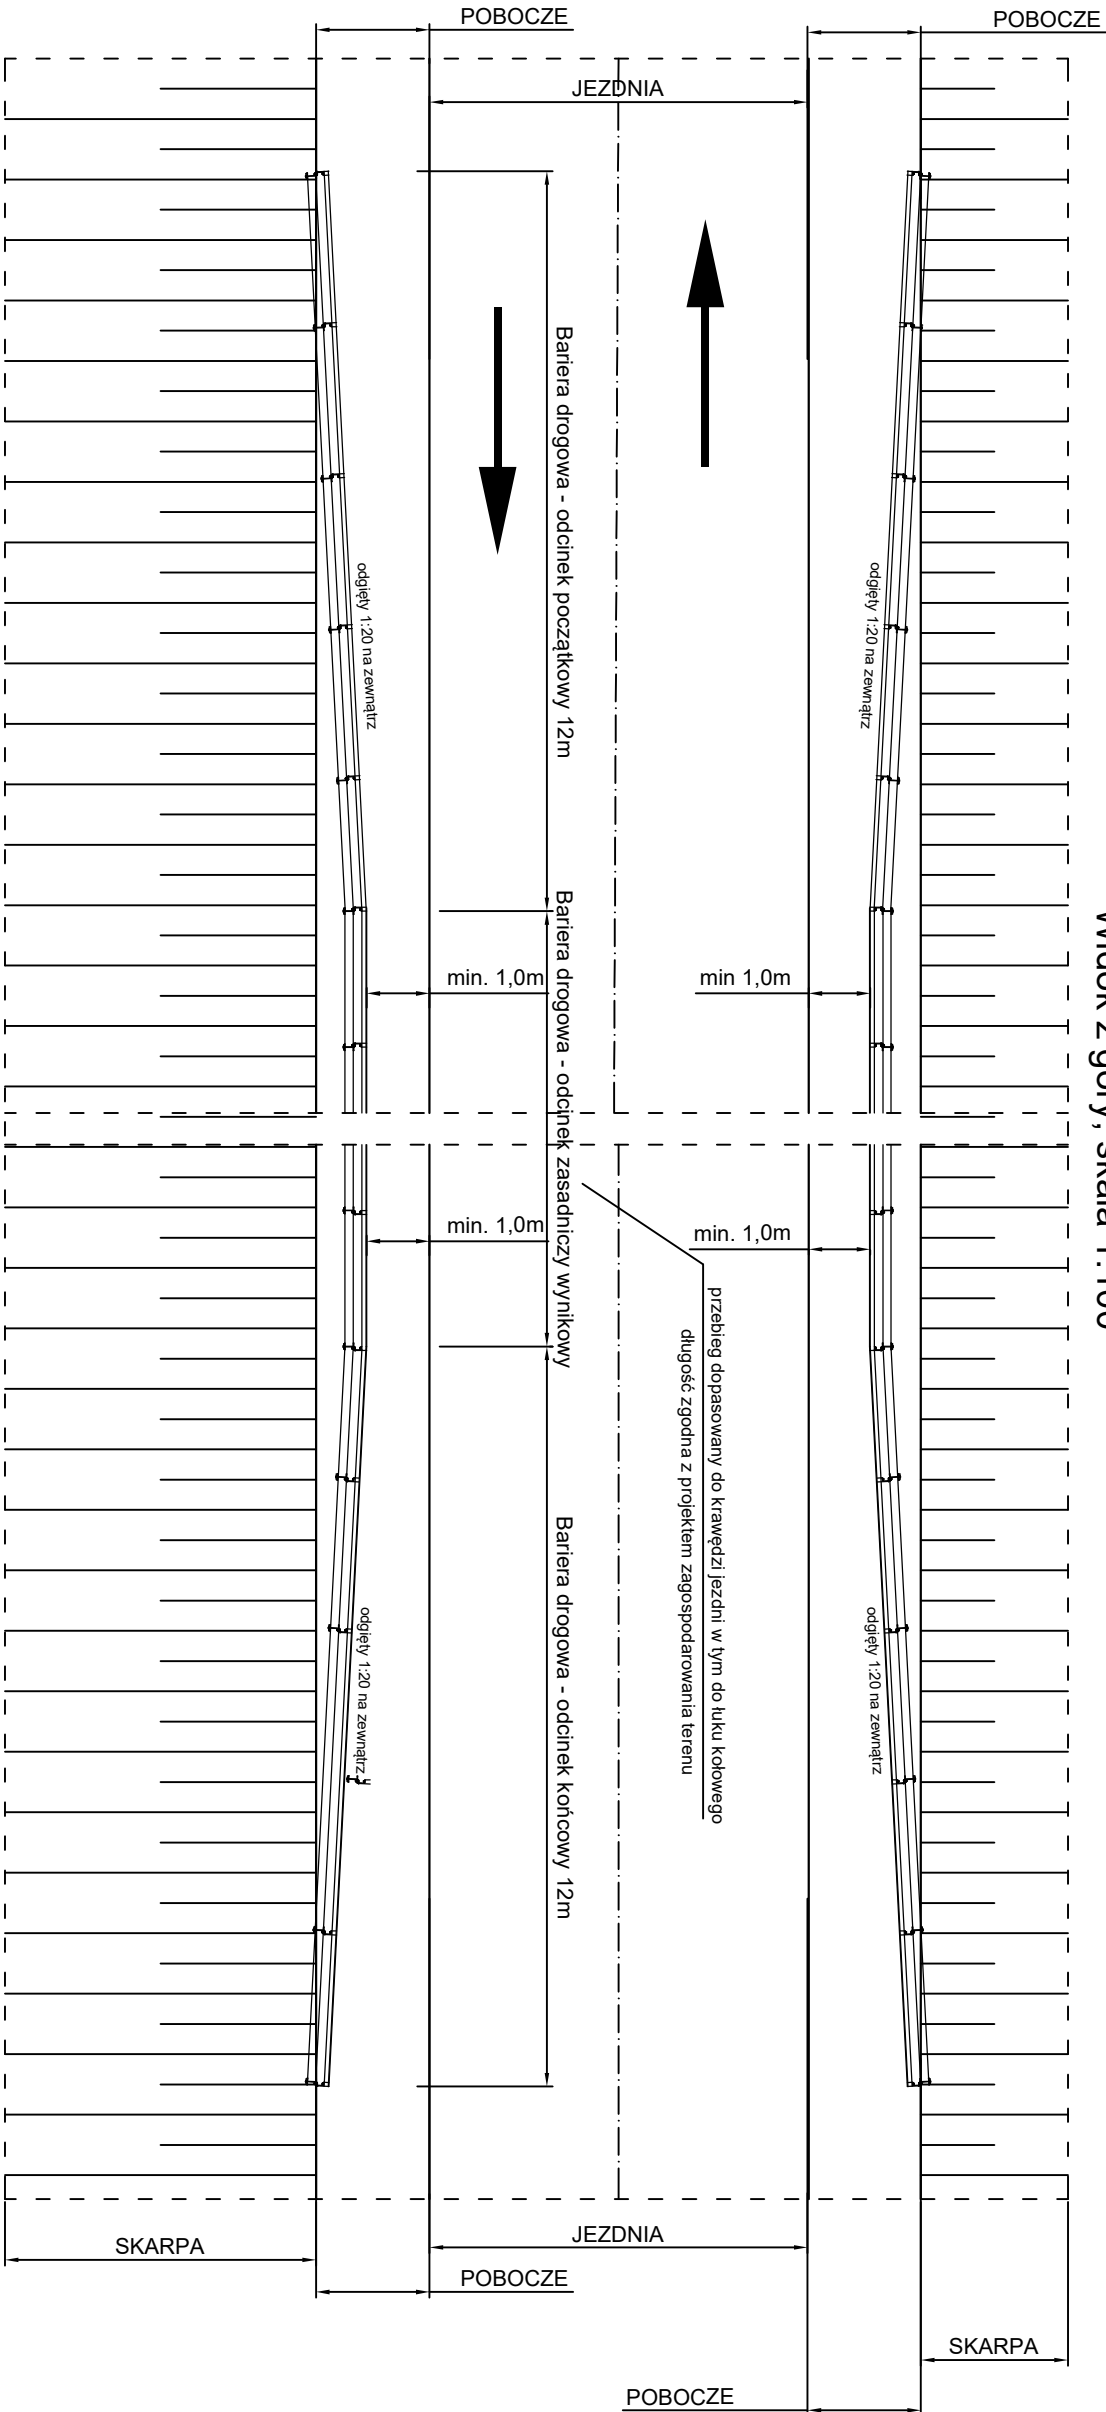 POBOCZE
POBOCZE
JEZDNIA
Widok z góry, skala 1:100
Bariera drogowa - odcinek początkowy 12m
odgięty 1:20 na zewnątrz
odgięty 1:20 na zewnątrz
Bariera drogowa - odcinek zasadniczy wynikowy
min. 1,0m
min 1,0m
min. 1,0m
min. 1,0m
przebieg dopasowany do krawędzi jezdni w tym do łuku kołowego
długość zgodna z projektem zagospodarowania terenu
Bariera drogowa - odcinek końcowy 12m
odgięty 1:20 na zewnątrz
odgięty 1:20 na zewnątrz
JEZDNIA
SKARPA
POBOCZE
SKARPA
POBOCZE